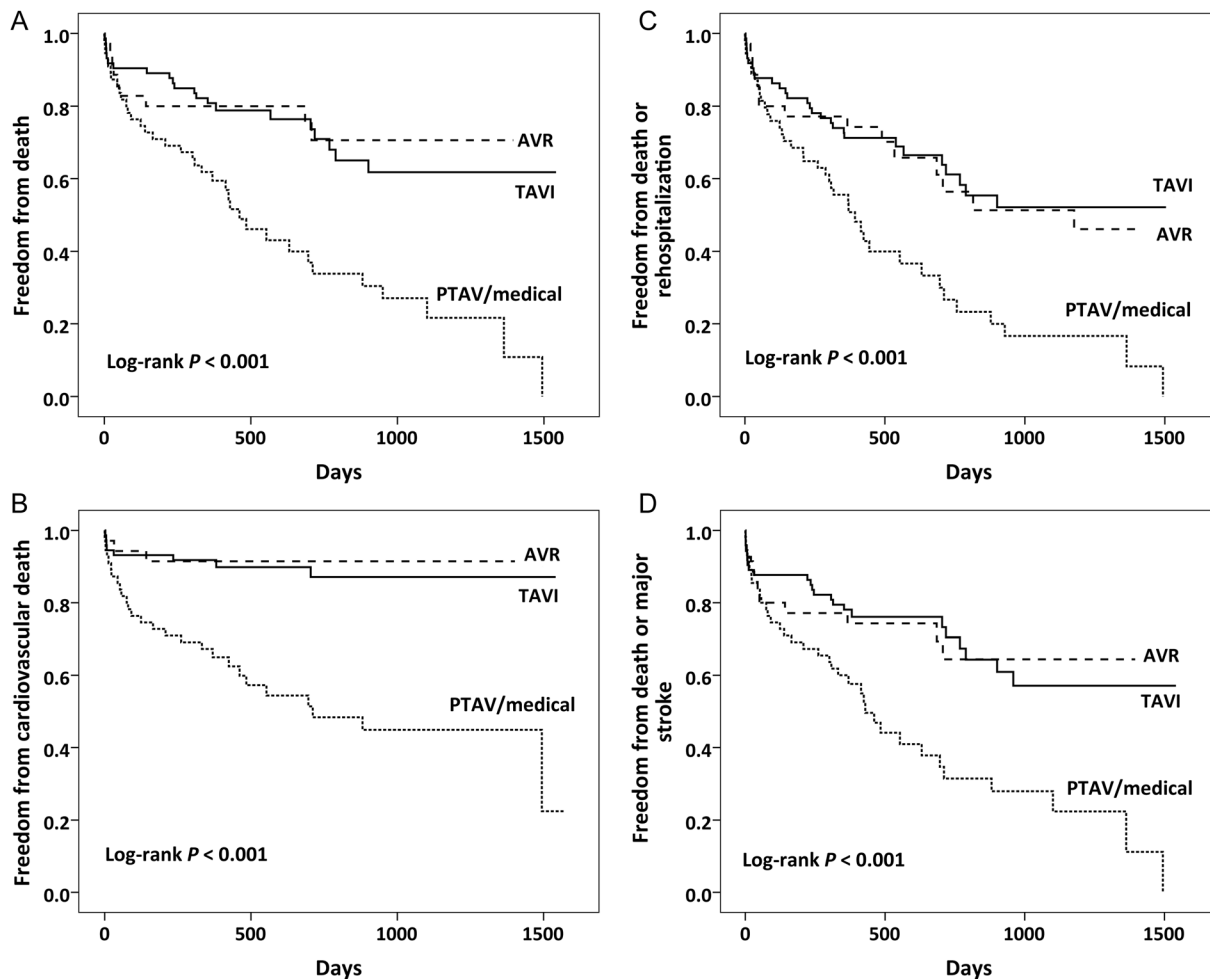 A
Freedom from death
1.0
0.8
0.6
0.4
0.2
0.0
AVR
TAVI
PTAV/medical
Log-rank P < 0.001
0 500 1000 1500
Days
C
Freedom from death or
rehospitalization
1.0
0.8
0.6
0.4
0.2
0.0
TAVI
AVR
PTAV/medical
Log-rank P < 0.001
0 500 1000 1500
Days
B
Freedom from cardiovascular death
1.0
0.8
0.6
0.4
0.2
0.0
AVR
TAVI
PTAV/medical
Log-rank P < 0.001
0 500 1000 1500
Days
D
Freedom from death or major
stroke
1.0
0.8
0.6
0.4
0.2
0.0
AVR
TAVI
PTAV/medical
Log-rank P < 0.001
0 500 1000 1500
Days